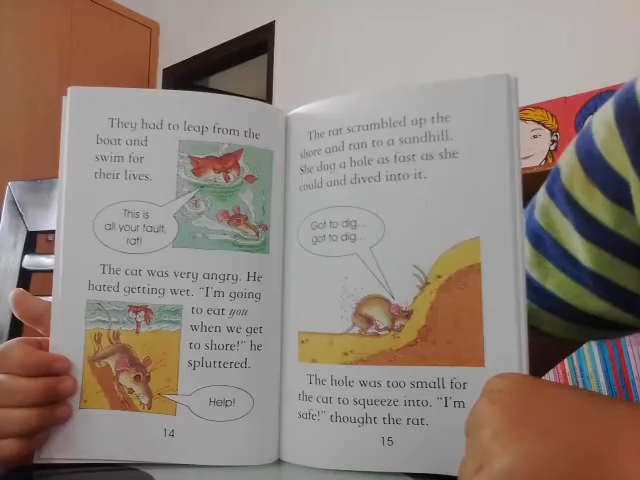 They had to leap from the
boat and
swim for
their lives.
This is
all your fault,
rat!
The cat was very angry. He
hated getting wet. "I'm going
to eat you
when we get
to shore!" he
spluttered.
Help!
14
The rat scrambled up the
shore and ran to a sandhill.
She dug a hole as fast as she
could and dived into it.
Got to dig...
got to dig...
The hole was too small for
the cat to squeeze into. "I'm
safe!" thought the rat.
15